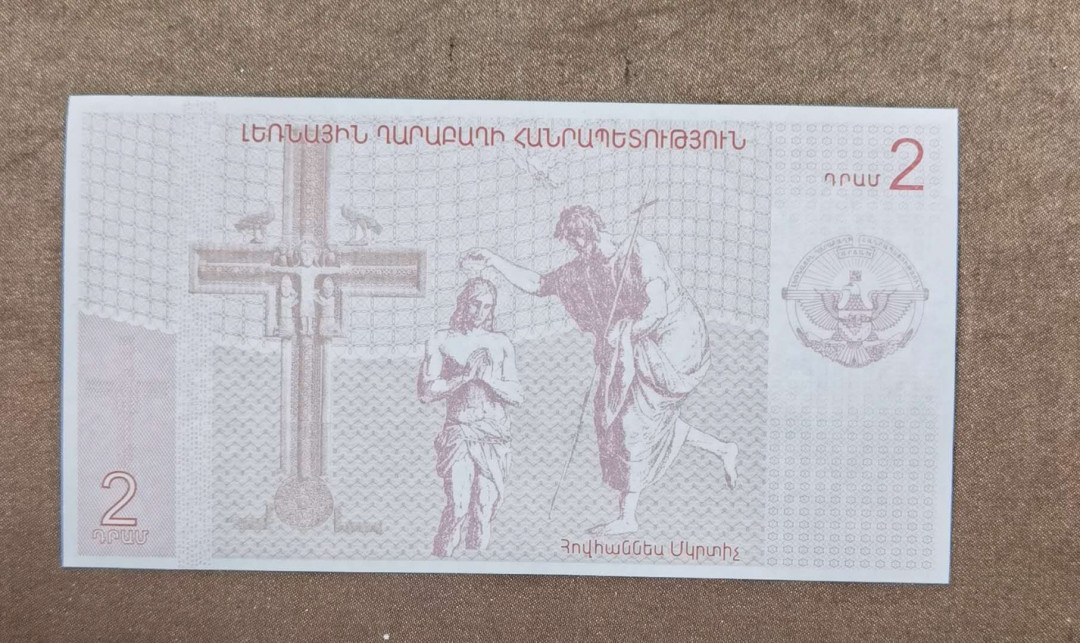 ԼԵՌՆԱՅԻՆ ՂԱՐԱԲԱՂԻ ՀԱՆՐԱՊԵՏՈՒԹՅՈՒՆ
ԴՐԱՄ 2
2
ԴՐԱՄ
Հովհաննես Մկրտիչ